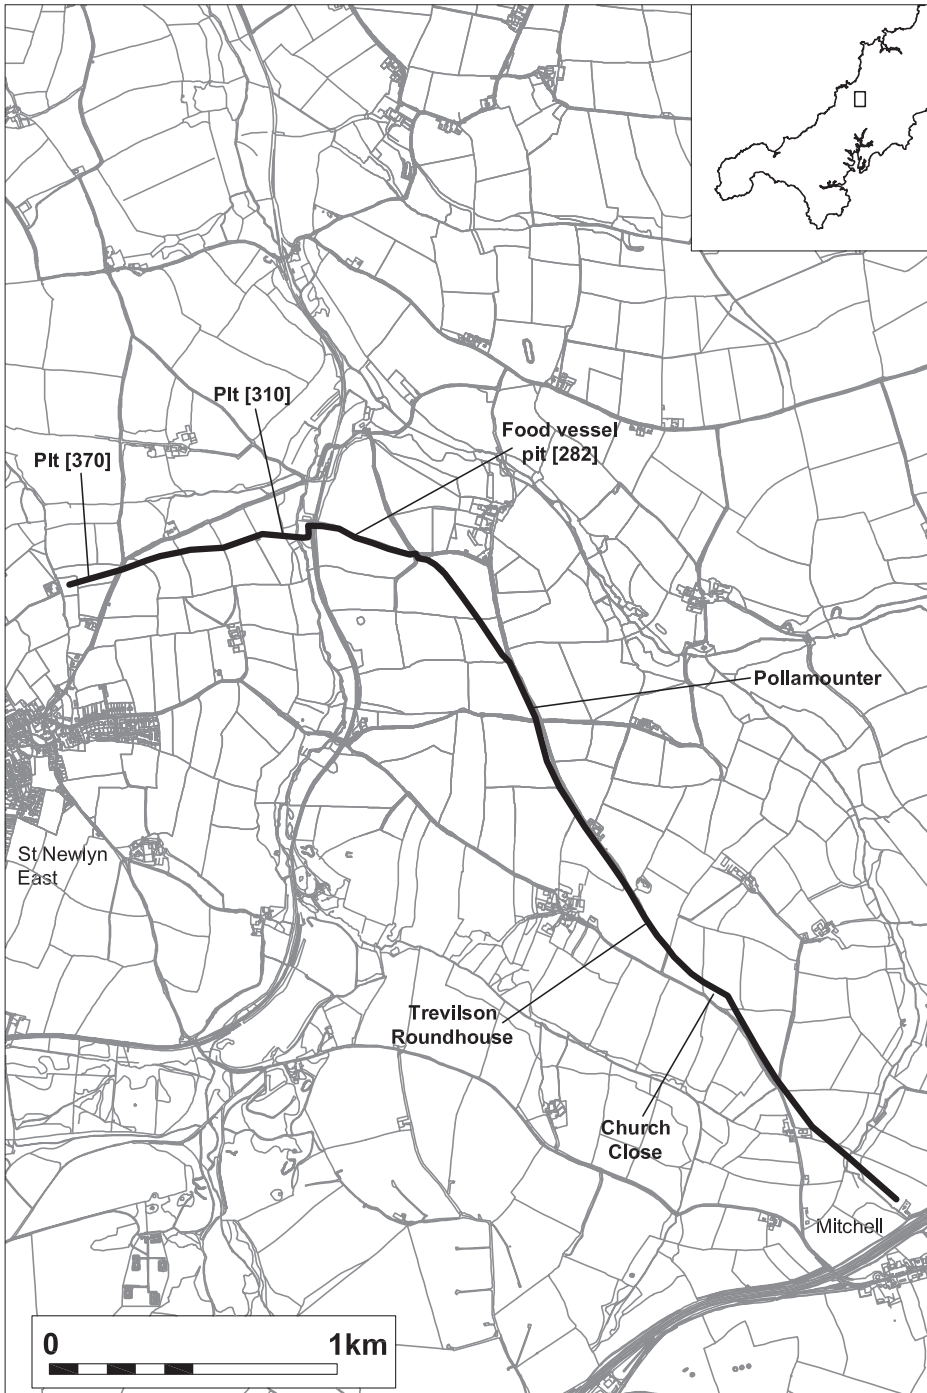 PIt [310]
Food vessel
pit [282]
PIt [370]
Pollamounter
St Newlyn
East
Trevilson
Roundhouse
Church
Close
Mitchell
0 1km